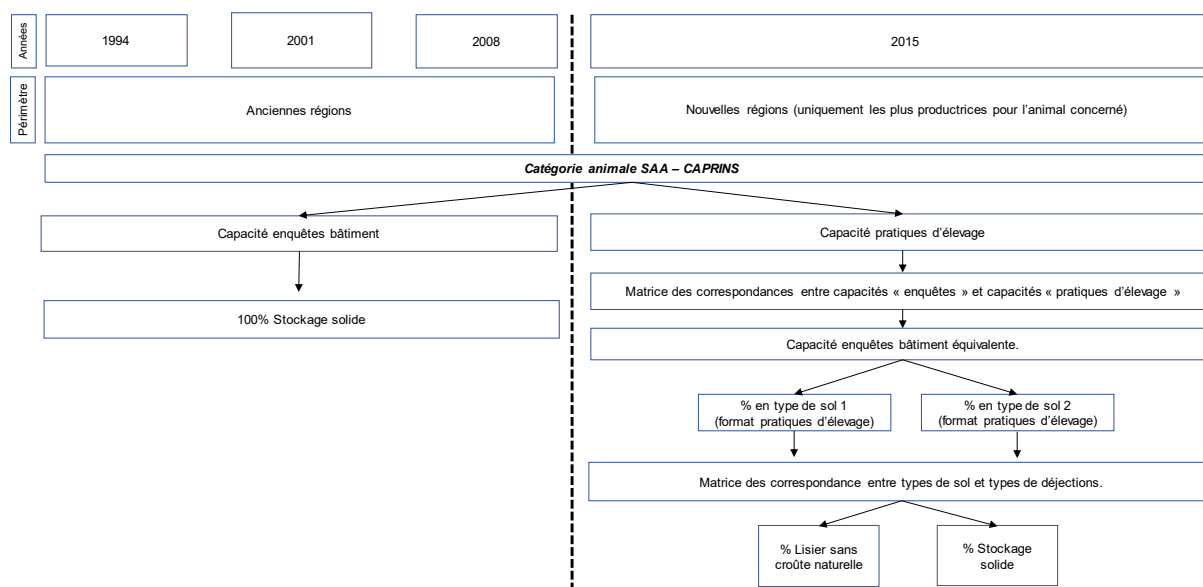 Années
1994
2001
2008
2015
Périmètre
Anciennes régions
Nouvelles régions (uniquement les plus productrices pour l'animal concerné)
Catégorie animale SAA – CAPRINS
Capacité enquêtes bâtiment
100% Stockage solide
Capacité pratiques d'élevage
Matrice des correspondances entre capacités « enquêtes » et capacités « pratiques d'élevage »
Capacité enquêtes bâtiment équivalente.
% en type de sol 1
(format pratiques d'élevage)
% en type de sol 2
(format pratiques d'élevage)
Matrice des correspondance entre types de sol et types de déjections.
% Lisier sans
croûte naturelle
% Stockage
solide